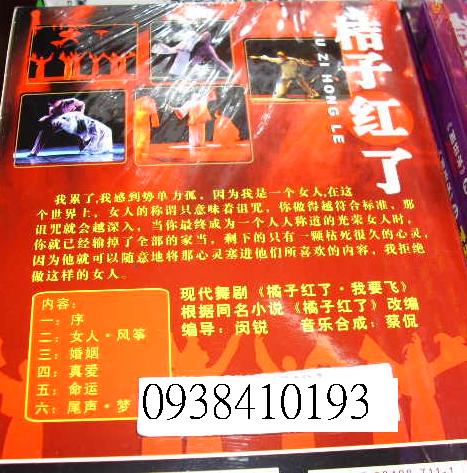 桔子红了
JU ZI HONG LE
我累了,我感到势单力孤,因为我是一个女人,在这
个世界上,女人的称谓只意味着诅咒,你做得越符合标准,那
诅咒就会越深入,当你最终成为一个人人称道的光荣女人时,
你就已经输掉了全部的家当,剩下的只有一颗枯死很久的心灵,
因为他就可以随意地将那心灵塞进他们所喜欢的内容,我拒绝
做这样的女人。
内容:
一:序
二:女人·风筝
三:婚姻
四:真爱
五:命运
六:尾声·梦
现代舞剧《橘子红了·我要飞》
根据同名小说《橘子红了》改编
编导:闵锐 音乐合成:蔡侃
0938410193